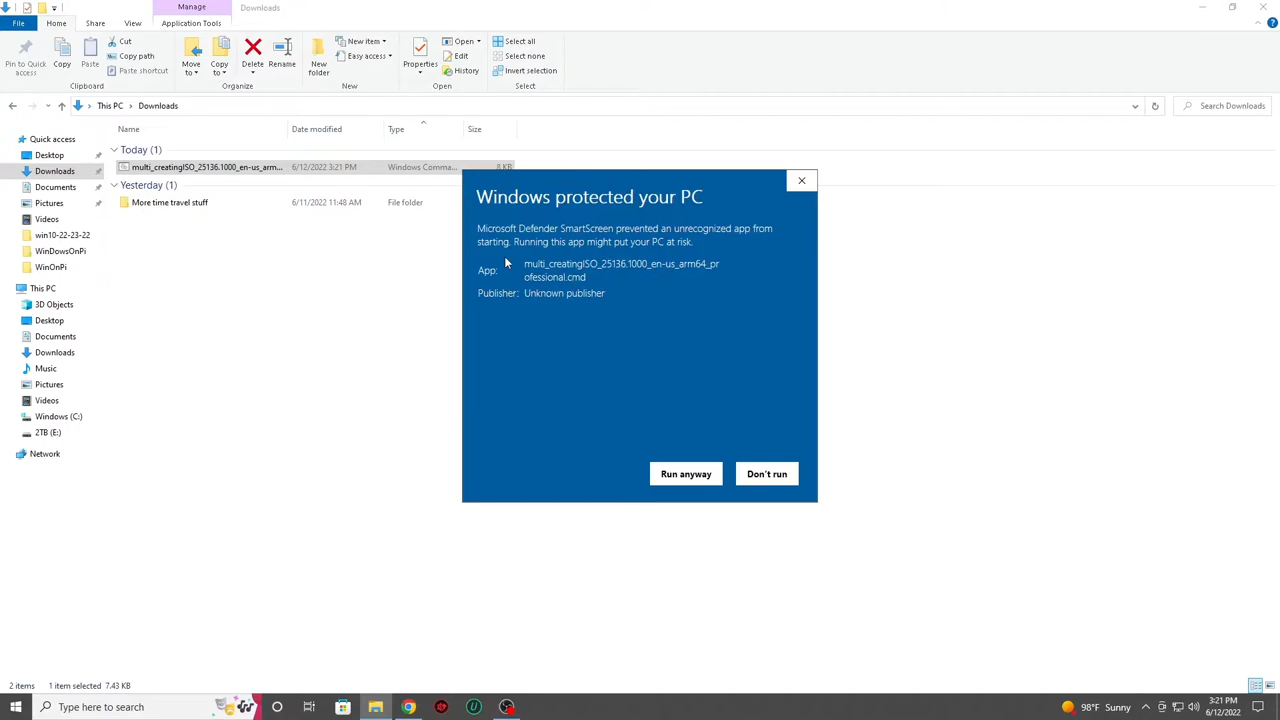 Manage
Downloads
File
Home
Share
View
Application Tools
Pin to Quick
access
Copy
Paste
Cut
Copy path
Paste shortcut
Clipboard
Move
to
Copy
to
Delete
Rename
Organize
New
folder
New item
Easy access
New
Properties
Open
Edit
History
Open
Select all
Select none
Invert selection
Select
This PC
Downloads
Search Downloads
Name
Date modified
Type
Size
Quick access
Desktop
Downloads
Documents
Pictures
Videos
win10-22-23-22
WinDowsOnPi
WinOnPi
This PC
3D Objects
Desktop
Documents
Downloads
Music
Pictures
Videos
Windows (C:)
2TB (E:)
Network
Today (1)
multi_creatingISO_25136.1000_en-us_arm... 6/12/2022 3:21 PM Windows Comma... 8 KB
Yesterday (1)
More time travel stuff 6/11/2022 11:48 AM File folder
Windows protected your PC
Microsoft Defender SmartScreen prevented an unrecognized app from
starting. Running this app might put your PC at risk.
App: multi_creatingISO_25136.1000_en-us_arm64_pr
ofessional.cmd
Publisher: Unknown publisher
Run anyway
Don't run
2 items 1 item selected 7.43 KB
Type here to search
98°F Sunny
3:21 PM
6/12/2022